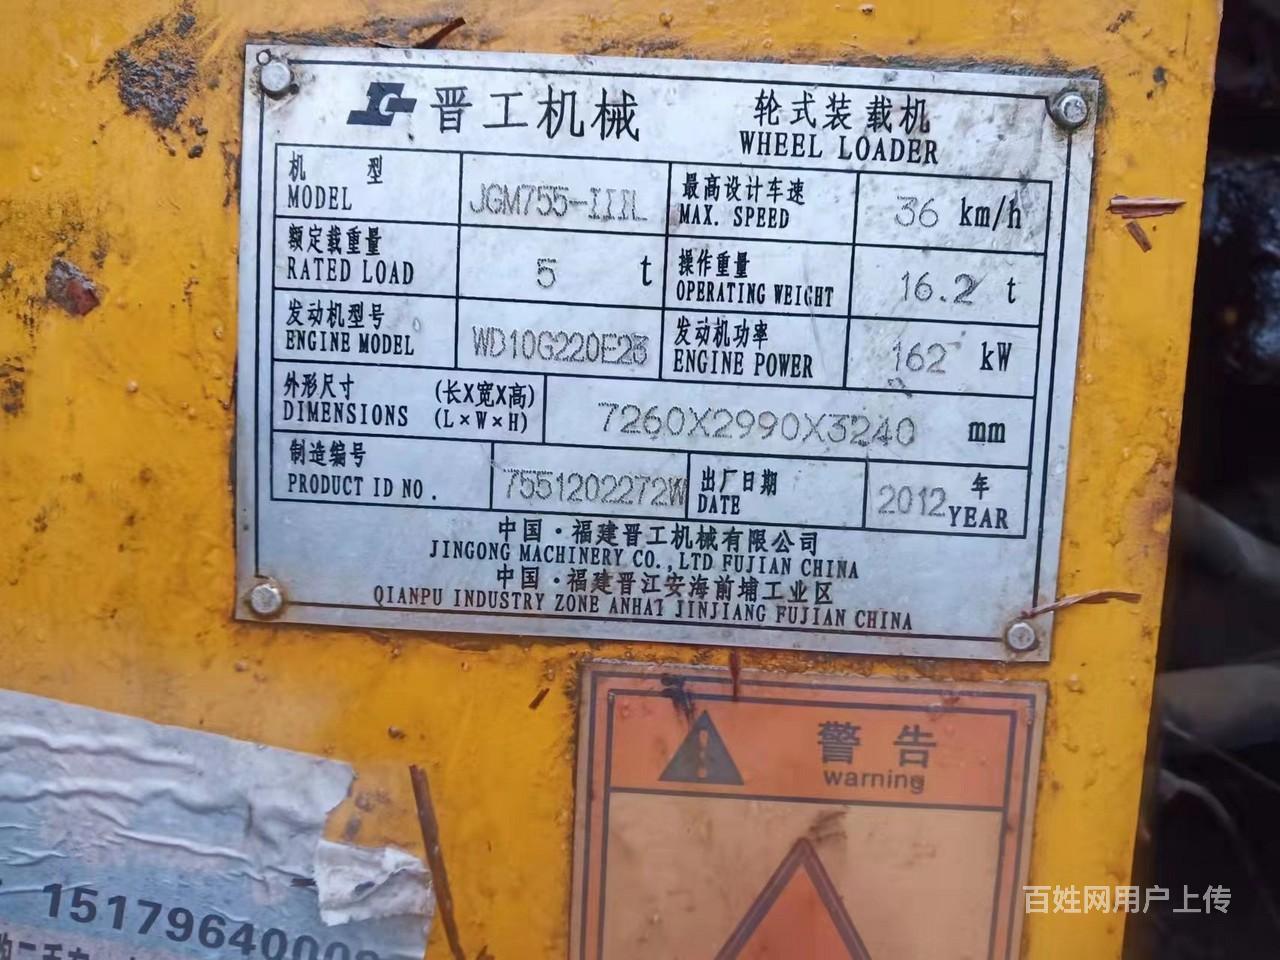 晋工机械 轮式装载机
WHEEL LOADER
机 型 JGM755-IIIL 最高设计车速 36 km/h
MODEL MAX. SPEED
额定载重量 5 t 操作重量 16.2 t
RATED LOAD OPERATING WEIGHT
发动机型号 WD10G220E23 发动机功率 162 kW
ENGINE MODEL ENGINE POWER
外形尺寸 (长X宽X高) 7260X2990X3240 mm
DIMENSIONS (L×W×H)
制造编号 7551202272W 出厂日期 2012 年
PRODUCT ID NO. DATE YEAR
中国·福建晋工机械有限公司
JINGONG MACHINERY CO.,LTD FUJIAN CHINA
中国·福建晋江安海前埔工业区
QIANPU INDUSTRY ZONE ANHAI JINJIANG FUJIAN CHINA
警告
warning
百姓网用户上传